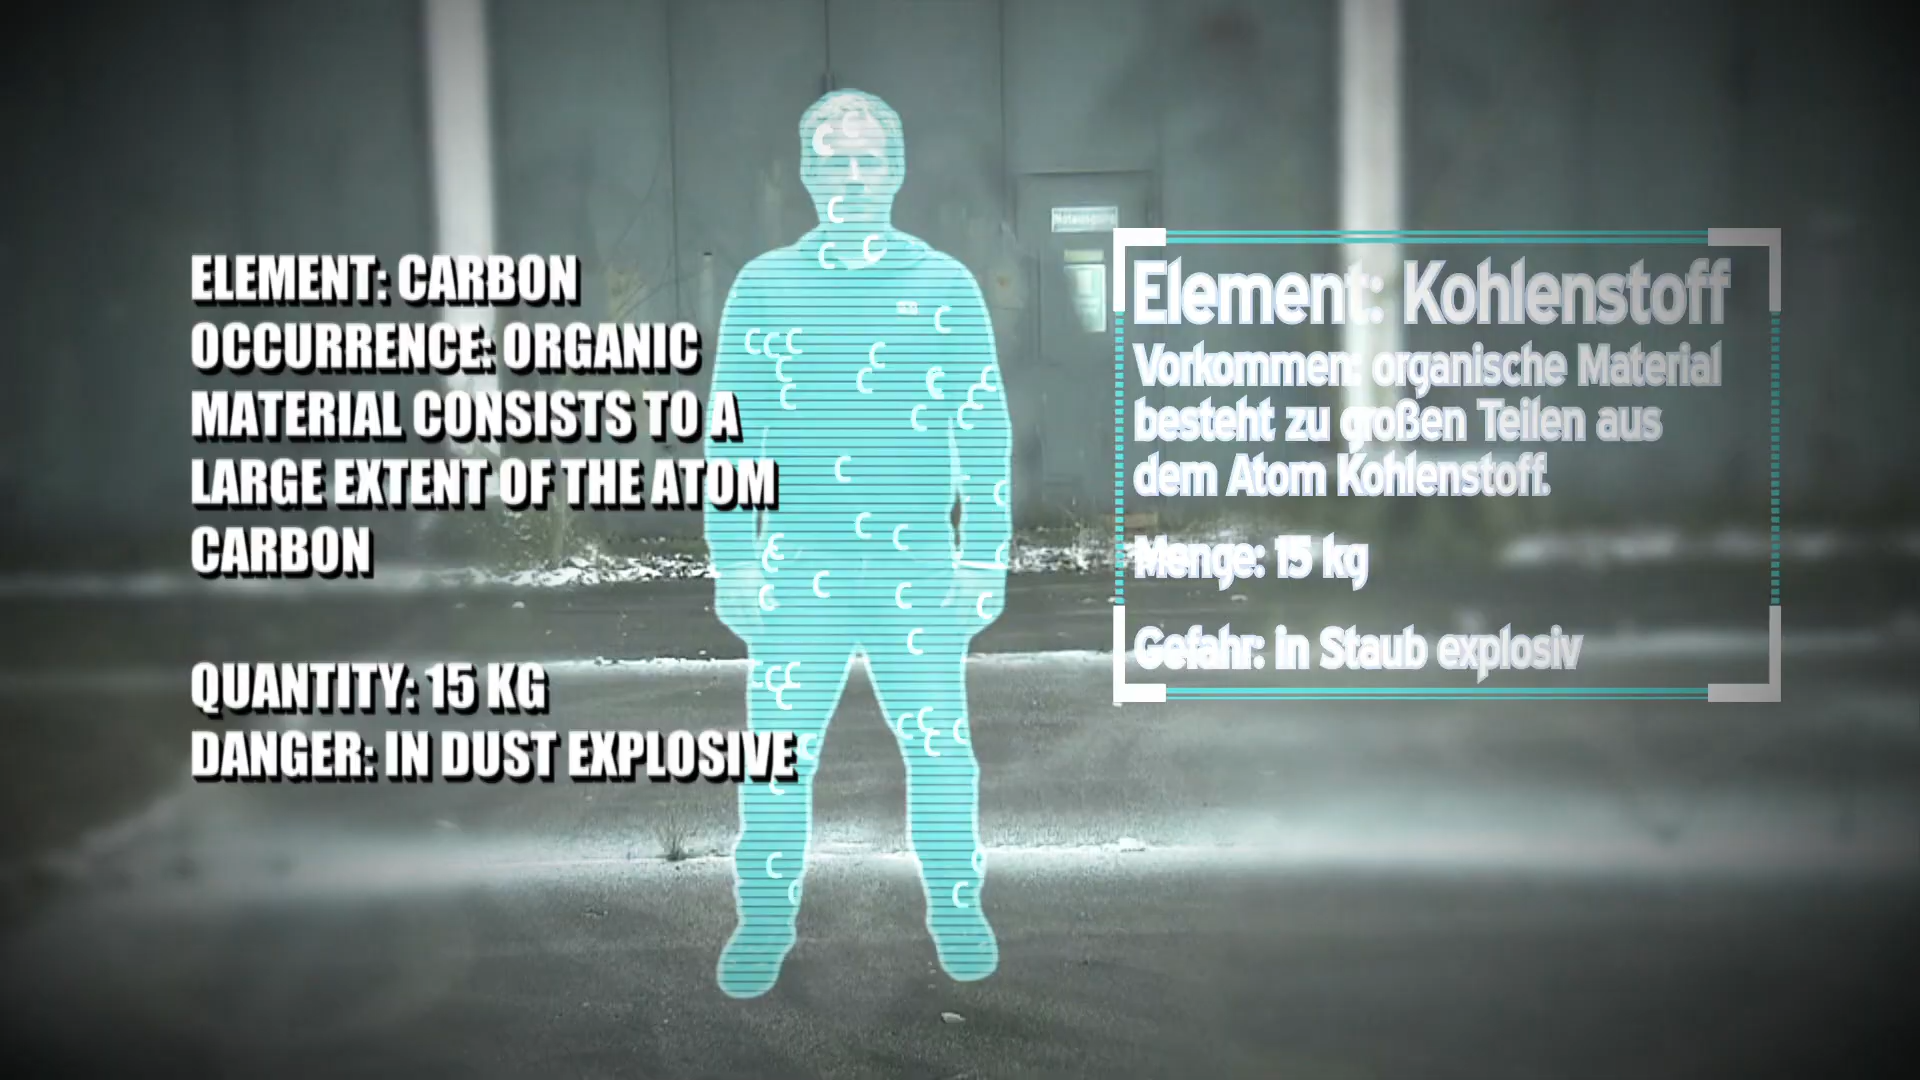 ELEMENT: CARBON
OCCURRENCE: ORGANIC
MATERIAL CONSISTS TO A
LARGE EXTENT OF THE ATOM
CARBON
QUANTITY: 15 KG
DANGER: IN DUST EXPLOSIVE
Notausgang
Element: Kohlenstoff
Vorkommen: organische Material
besteht zu großen Teilen aus
dem Atom Kohlenstoff.
Menge: 15 kg
Gefahr: in Staub explosiv